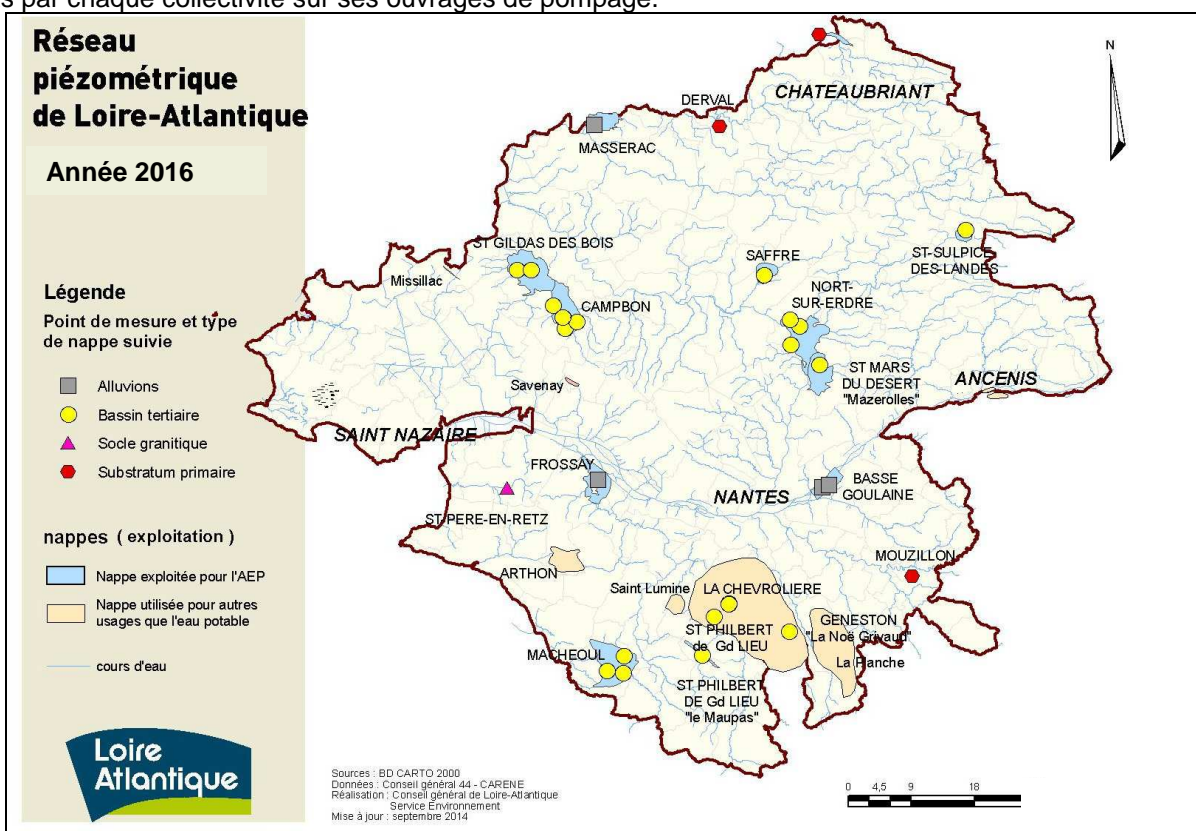 s par chaque collectivité sur ses ouvrages de pompage.
Réseau
piézométrique
de Loire-Atlantique
Année 2016
Légende
Point de mesure et type
de nappe suivie
Alluvions
Bassin tertiaire
Socle granitique
Substratum primaire
nappes ( exploitation )
Nappe exploitée pour l'AEP
Nappe utilisée pour autres
usages que l'eau potable
cours d'eau
Loire
Atlantique
N
CHATEAUBRIANT
DERVAL
MASSERAC
ST GILDAS DES BOIS
Missillac
CAMPBON
SAFFRE
ST-SULPICE
DES-LANDES
NORT-
SUR-ERDRE
ST MARS
DU DESERT
"Mazerolles"
ANCENIS
Savenay
SAINT NAZAIRE
FROSSAY
NANTES
BASSE
GOULAINE
ST-PERE-EN-RETZ
MOUZILLON
ARTHON
Saint Lumine
LA CHEVROLIERE
ST PHILBERT
de Gd LIEU
GENESTON
"La Noë Grivaud"
La Planche
MACHEOUL
ST PHILBERT
DE Gd LIEU
"le Maupas"
Sources : BD CARTO 2000
Données : Conseil général 44 - CARENE
Réalisation : Conseil général de Loire-Atlantique
Service Environnement
Mise à jour : septembre 2014
0 4,5 9 18